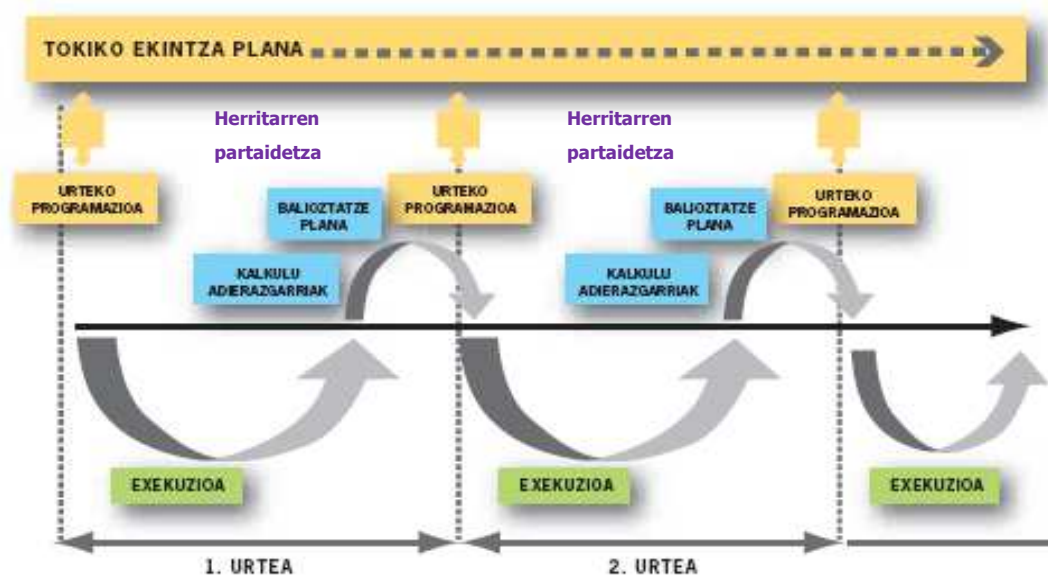 TOKIKO EKINTZA PLANA
Herritarren
partaidetza
Herritarren
partaidetza
URTEKO
PROGRAMAZIOA
BALIOZTATZE
PLANA
URTEKO
PROGRAMAZIOA
BALIOZTATZE
PLANA
URTEKO
PROGRAMAZIOA
KALKULU
ADIERAZGARRIAK
KALKULU
ADIERAZGARRIAK
EXEKUZIOA
EXEKUZIOA
EXEKUZIOA
1. URTEA
2. URTEA